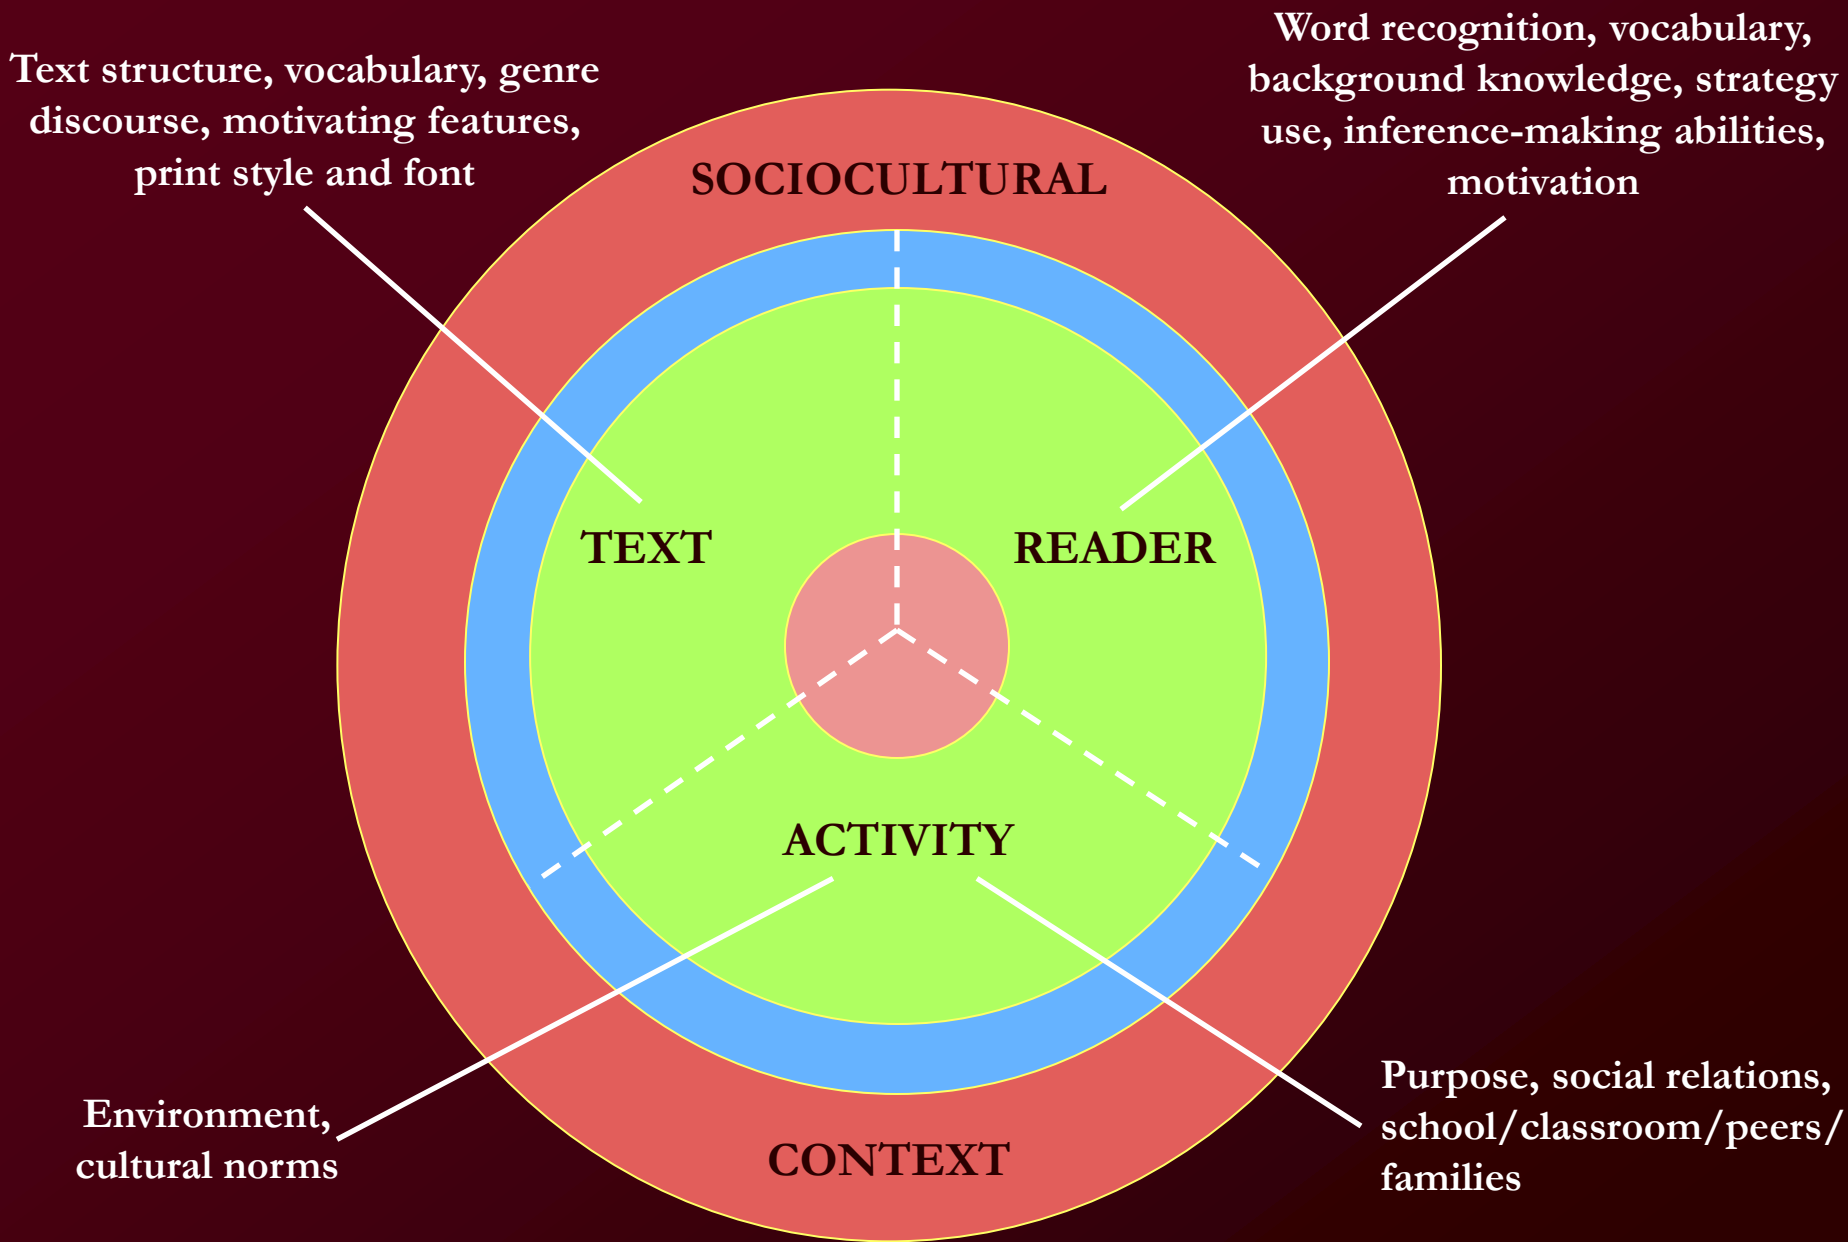 Text structure, vocabulary, genre
discourse, motivating features,
print style and font
Word recognition, vocabulary,
background knowledge, strategy
use, inference-making abilities,
motivation
SOCIOCULTURAL
TEXT
READER
ACTIVITY
Environment,
cultural norms
Purpose, social relations,
school/classroom/peers/
families
CONTEXT